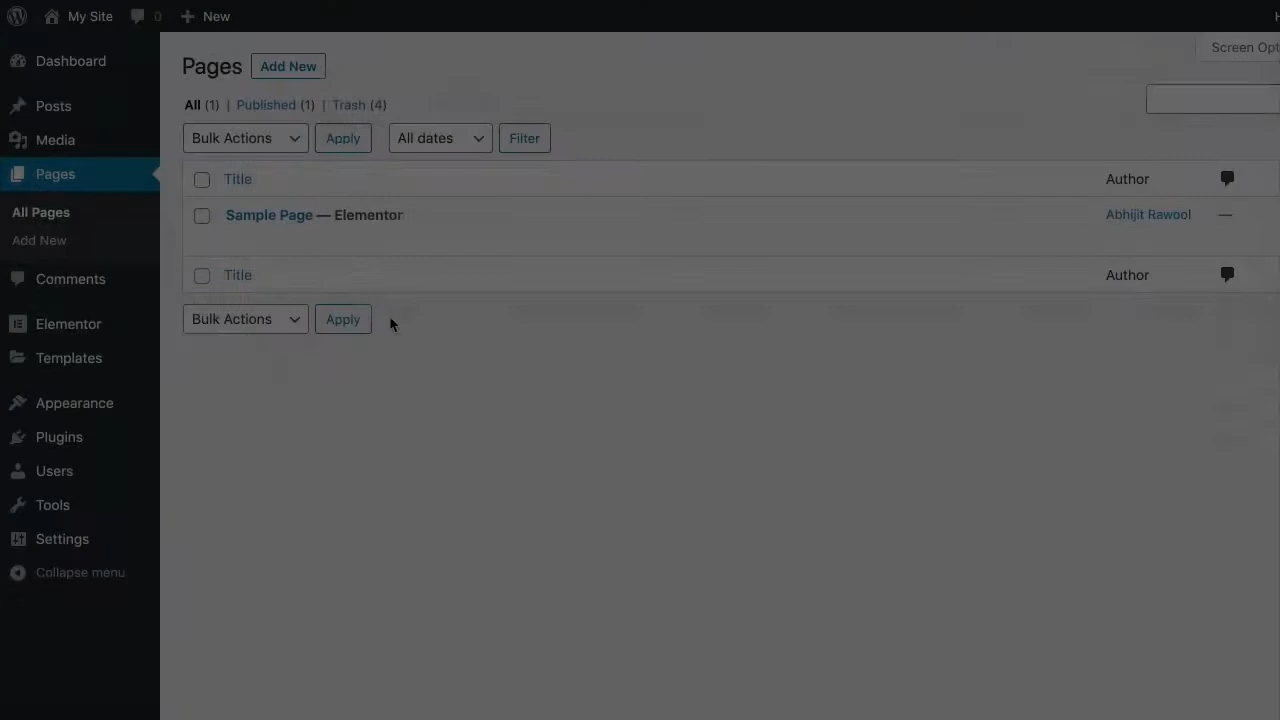 My Site 0 New
Screen Opt
Dashboard
Posts
Media
Pages
All Pages
Add New
Comments
Elementor
Templates
Appearance
Plugins
Users
Tools
Settings
Collapse menu
Pages Add New
All (1) | Published (1) | Trash (4)
Bulk Actions Apply All dates Filter
Title Author
Sample Page — Elementor Abhijit Rawool —
Title Author
Bulk Actions Apply